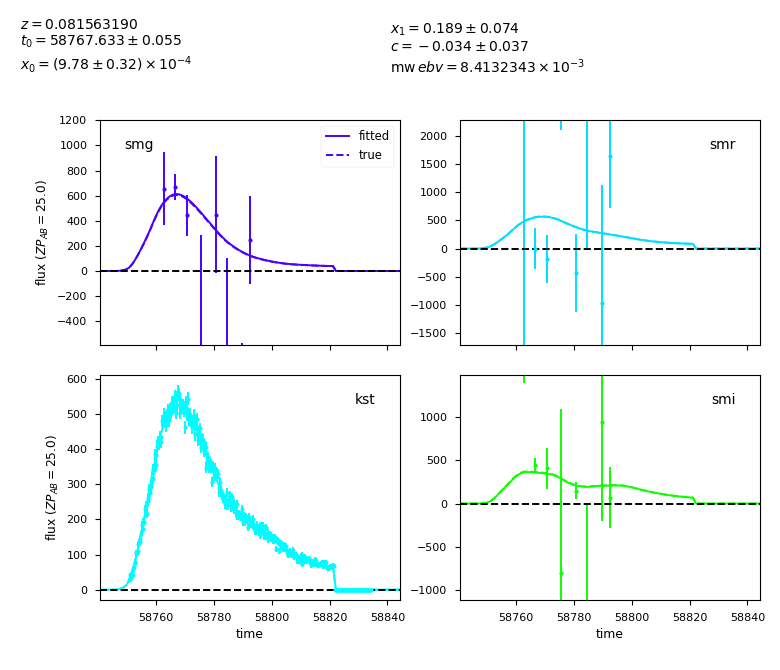 z = 0.081563190
t₀ = 58767.633 ± 0.055
x₀ = (9.78 ± 0.32) × 10⁻⁴
x₁ = 0.189 ± 0.074
c = −0.034 ± 0.037
mw ebv = 8.4132343 × 10⁻³
1200
1000
800
600
400
200
0
−200
−400
flux (ZP_AB = 25.0)
smg
fitted
true
2000
1500
1000
500
0
−500
−1000
−1500
smr
600
500
400
300
200
100
0
flux (ZP_AB = 25.0)
kst
58760
58780
58800
58820
58840
time
1000
500
0
−500
−1000
smi
58760
58780
58800
58820
58840
time